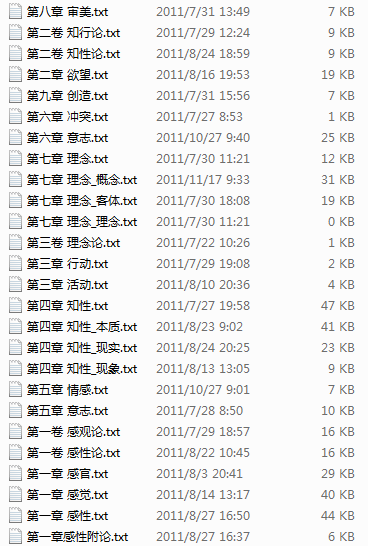 第八章 审美.txt 2011/7/31 13:49 7 KB
第二卷 知行论.txt 2011/7/29 12:24 9 KB
第二卷 知性论.txt 2011/8/24 18:59 9 KB
第二章 欲望.txt 2011/8/16 19:53 19 KB
第九章 创造.txt 2011/7/31 15:56 7 KB
第六章 冲突.txt 2011/7/27 8:53 1 KB
第六章 意志.txt 2011/10/27 9:40 25 KB
第七章 理念.txt 2011/7/30 11:21 12 KB
第七章 理念_概念.txt 2011/11/17 9:33 31 KB
第七章 理念_客体.txt 2011/7/30 18:08 19 KB
第七章 理念_理念.txt 2011/7/30 11:21 0 KB
第三卷 理念论.txt 2011/7/22 10:26 1 KB
第三章 行动.txt 2011/7/29 19:08 2 KB
第三章 活动.txt 2011/8/10 20:36 4 KB
第四章 知性.txt 2011/7/27 19:58 47 KB
第四章 知性_本质.txt 2011/8/23 9:02 41 KB
第四章 知性_现实.txt 2011/8/24 20:25 23 KB
第四章 知性_现象.txt 2011/8/13 13:05 9 KB
第五章 情感.txt 2011/10/27 9:01 7 KB
第五章 意志.txt 2011/7/28 8:50 10 KB
第一卷 感观论.txt 2011/7/29 18:57 16 KB
第一卷 感性论.txt 2011/8/22 10:45 16 KB
第一章 感官.txt 2011/8/3 20:41 29 KB
第一章 感觉.txt 2011/8/14 13:17 40 KB
第一章 感性.txt 2011/8/27 16:50 44 KB
第一章感性附论.txt 2011/8/27 16:37 6 KB